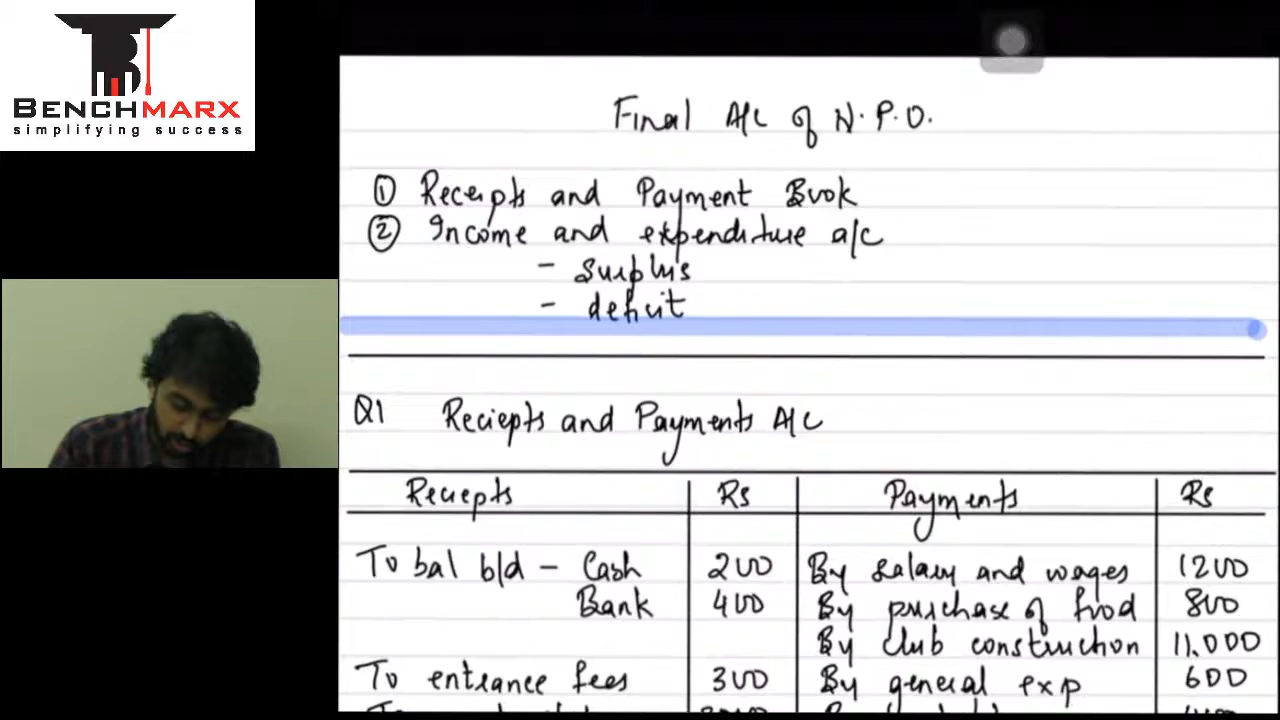 BENCHMARX
simplifying success
Final A/c of N.P.O.
① Receipts and Payment Book
② Income and expenditure a/c
- surplus
- deficit
Q1 Reciepts and Payments A/c
Reciepts Rs Payments Rs
To bal b/d - Cash 200 By salary and wages 1200
Bank 400 By purchase of food 800
By club construction 11,000
To entrance fees 300 By general exp 600